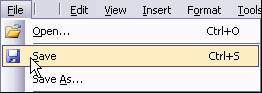 File Edit View Insert Format Tools
Open... Ctrl+O
Save Ctrl+S
Save As...